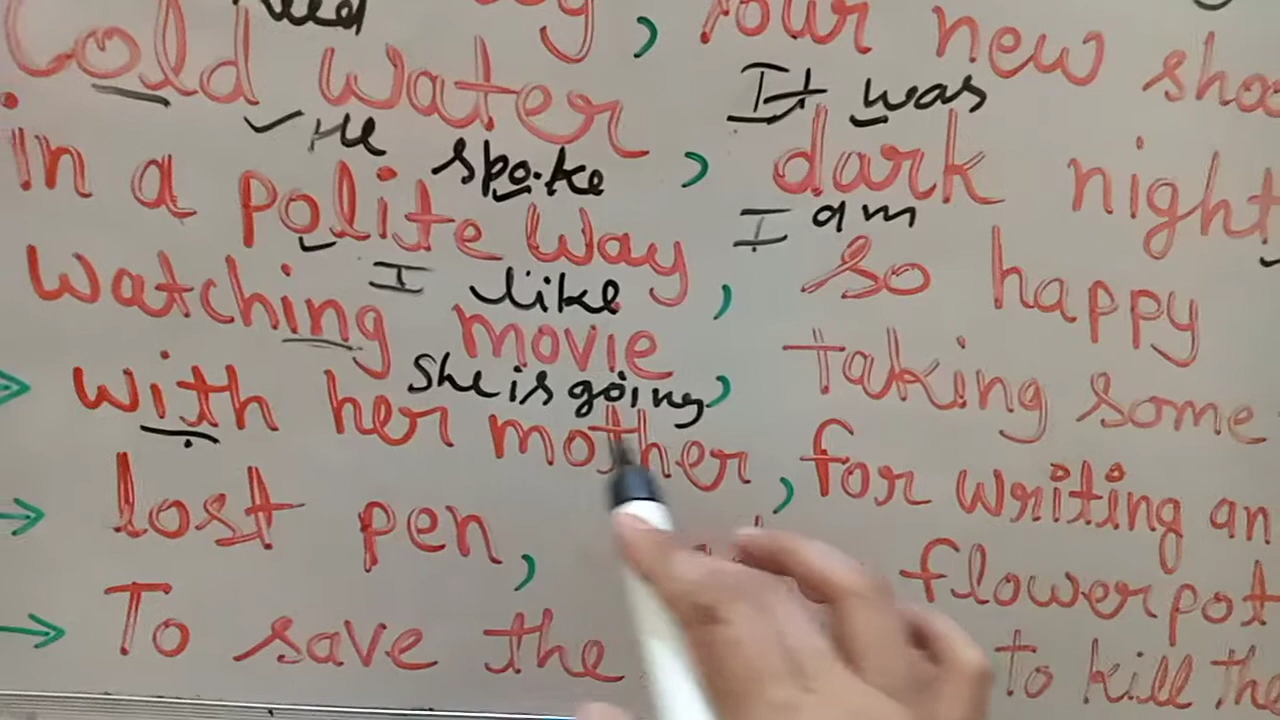 your new
Cold water
It was
He spoke
in a polite way , dark night,
I am
I like
watching movie , so happy
She is going
with her mother , taking some
lost pen, for writing an
flowerpot
To save the to kill the